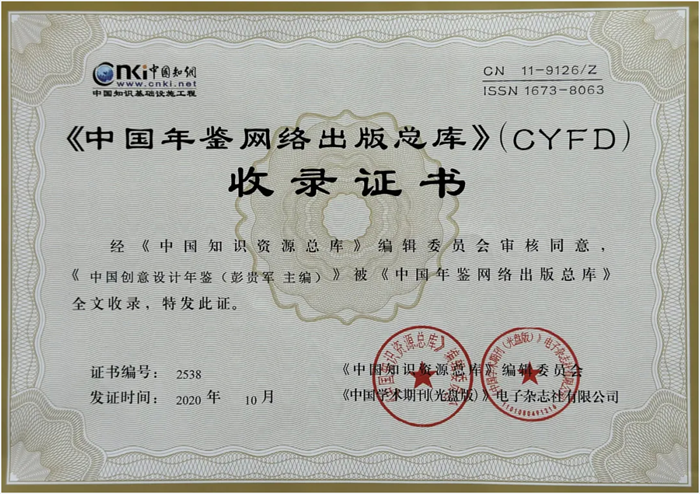 cnki中国知网
www.cnki.net
中国知识基础设施工程
CN 11-9126/Z
ISSN 1673-8063
《中国年鉴网络出版总库》(CYFD)
收录证书
经《中国知识资源总库》编辑委员会审核同意，
《中国创意设计年鉴（彭贵军 主编）》被《中国年鉴网络出版总库》
全文收录，特发此证。
证书编号： 2538
《中国知识资源总库》编辑委员会
发证时间： 2020 年 10 月
《中国学术期刊(光盘版)》电子杂志社有限公司